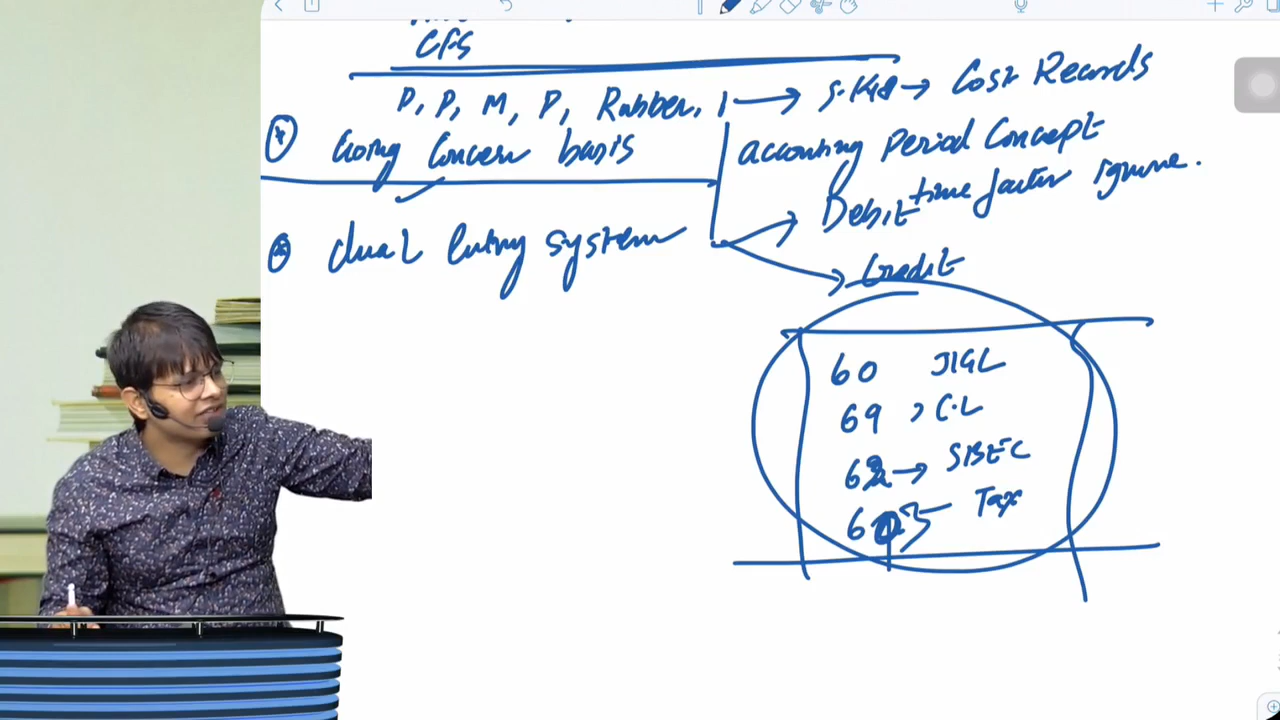 CFS
P, P, M, P, Rubber, 1 → S.148 → Cost Records
Going Concern basis
accounting Period Concept
time factor ignore.
dual entry system
Debit
Credit
60 JIGL
69 , C.L
62 → SBEC
63 — Tax